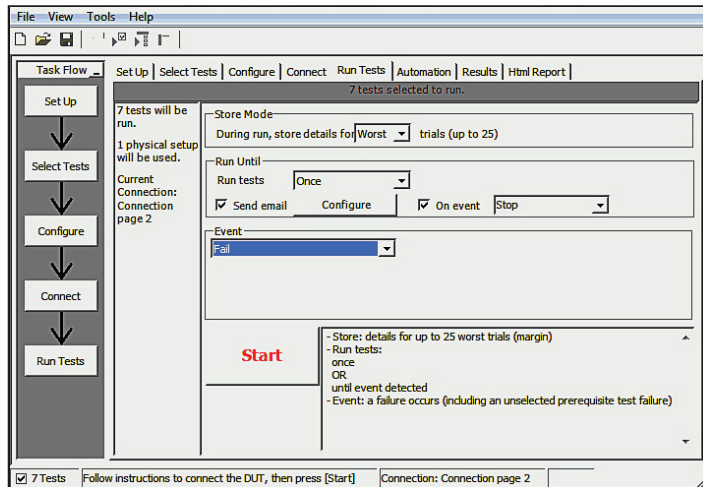 File View Tools Help
Task Flow _
Set Up
Select Tests
Configure
Connect
Run Tests
Set Up | Select Tests | Configure | Connect | Run Tests | Automation | Results | Html Report |
7 tests selected to run.
7 tests will be
run.
1 physical setup
will be used.
Current
Connection:
Connection
page 2
Store Mode
During run, store details for Worst trials (up to 25)
Run Until
Run tests Once
Send email Configure On event Stop
Event
Fail
Start
- Store: details for up to 25 worst trials (margin)
- Run tests:
once
OR
until event detected
- Event: a failure occurs (including an unselected prerequisite test failure)
7 Tests Follow instructions to connect the DUT, then press [Start] Connection: Connection page 2